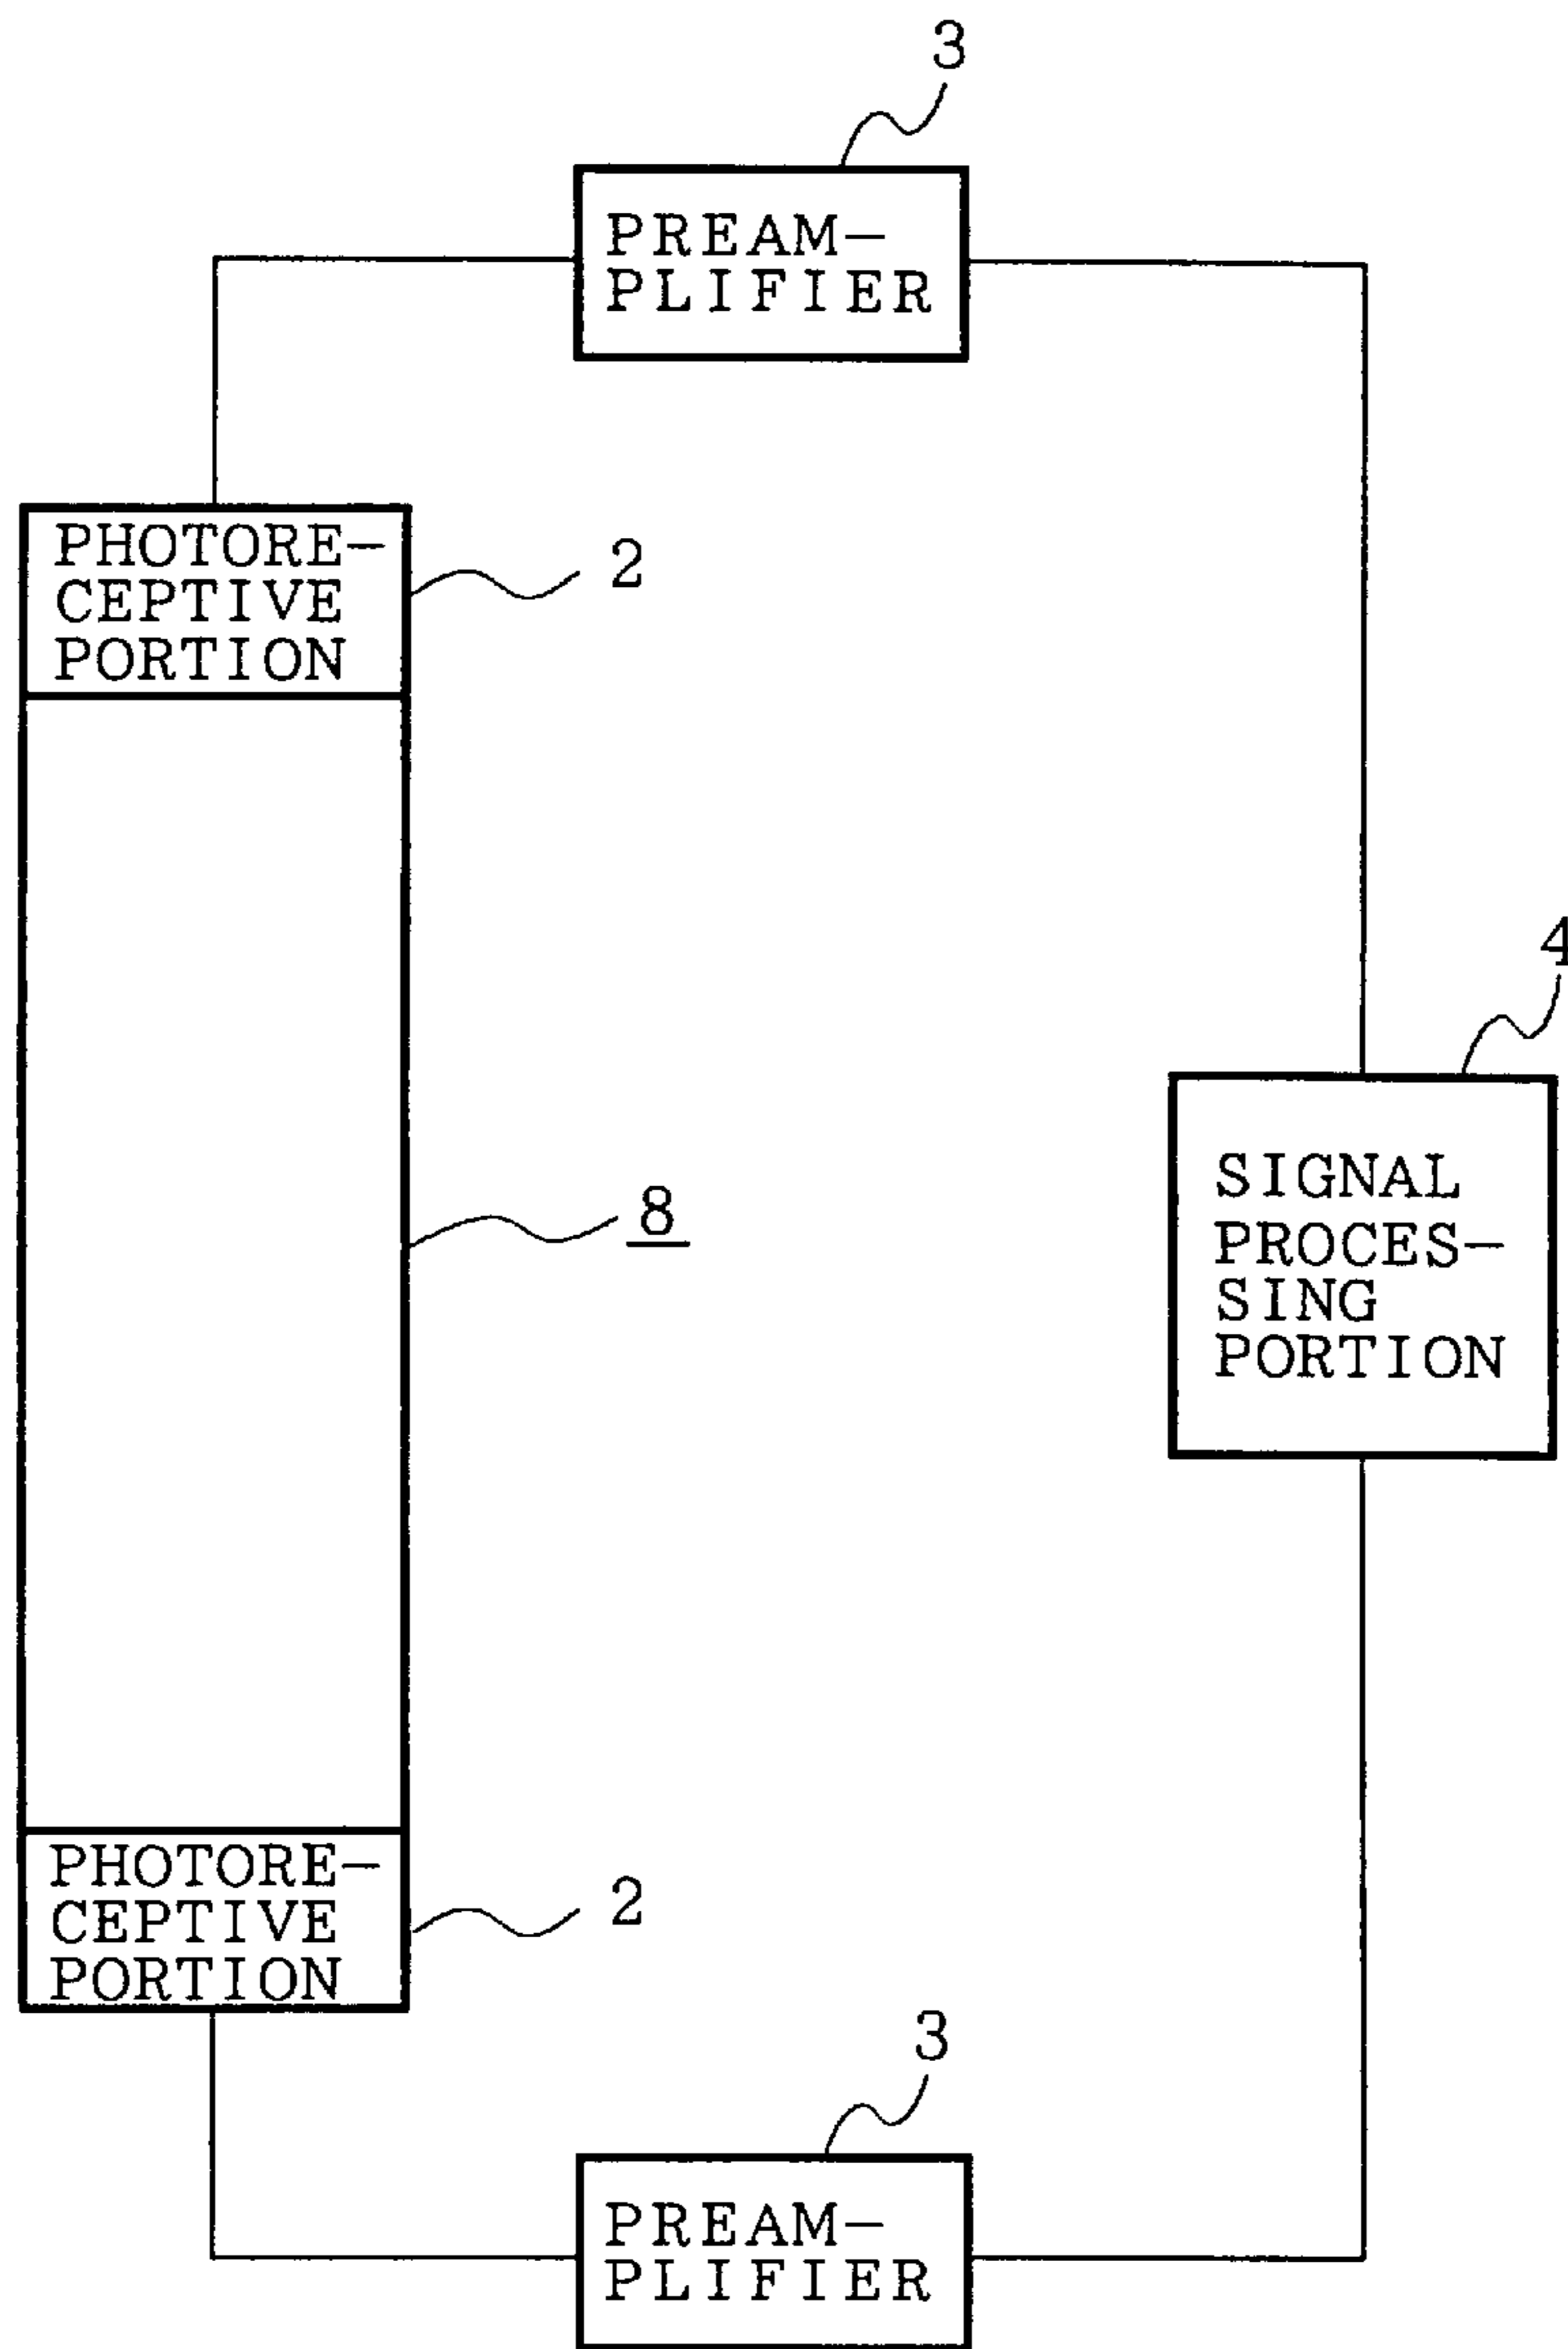 3
PREAM-
PLIFIER
PHOTORE-
CEPTIVE
PORTION
2
4
SIGNAL
PROCES-
SING
PORTION
8
PHOTORE-
CEPTIVE
PORTION
2
3
PREAM-
PLIFIER